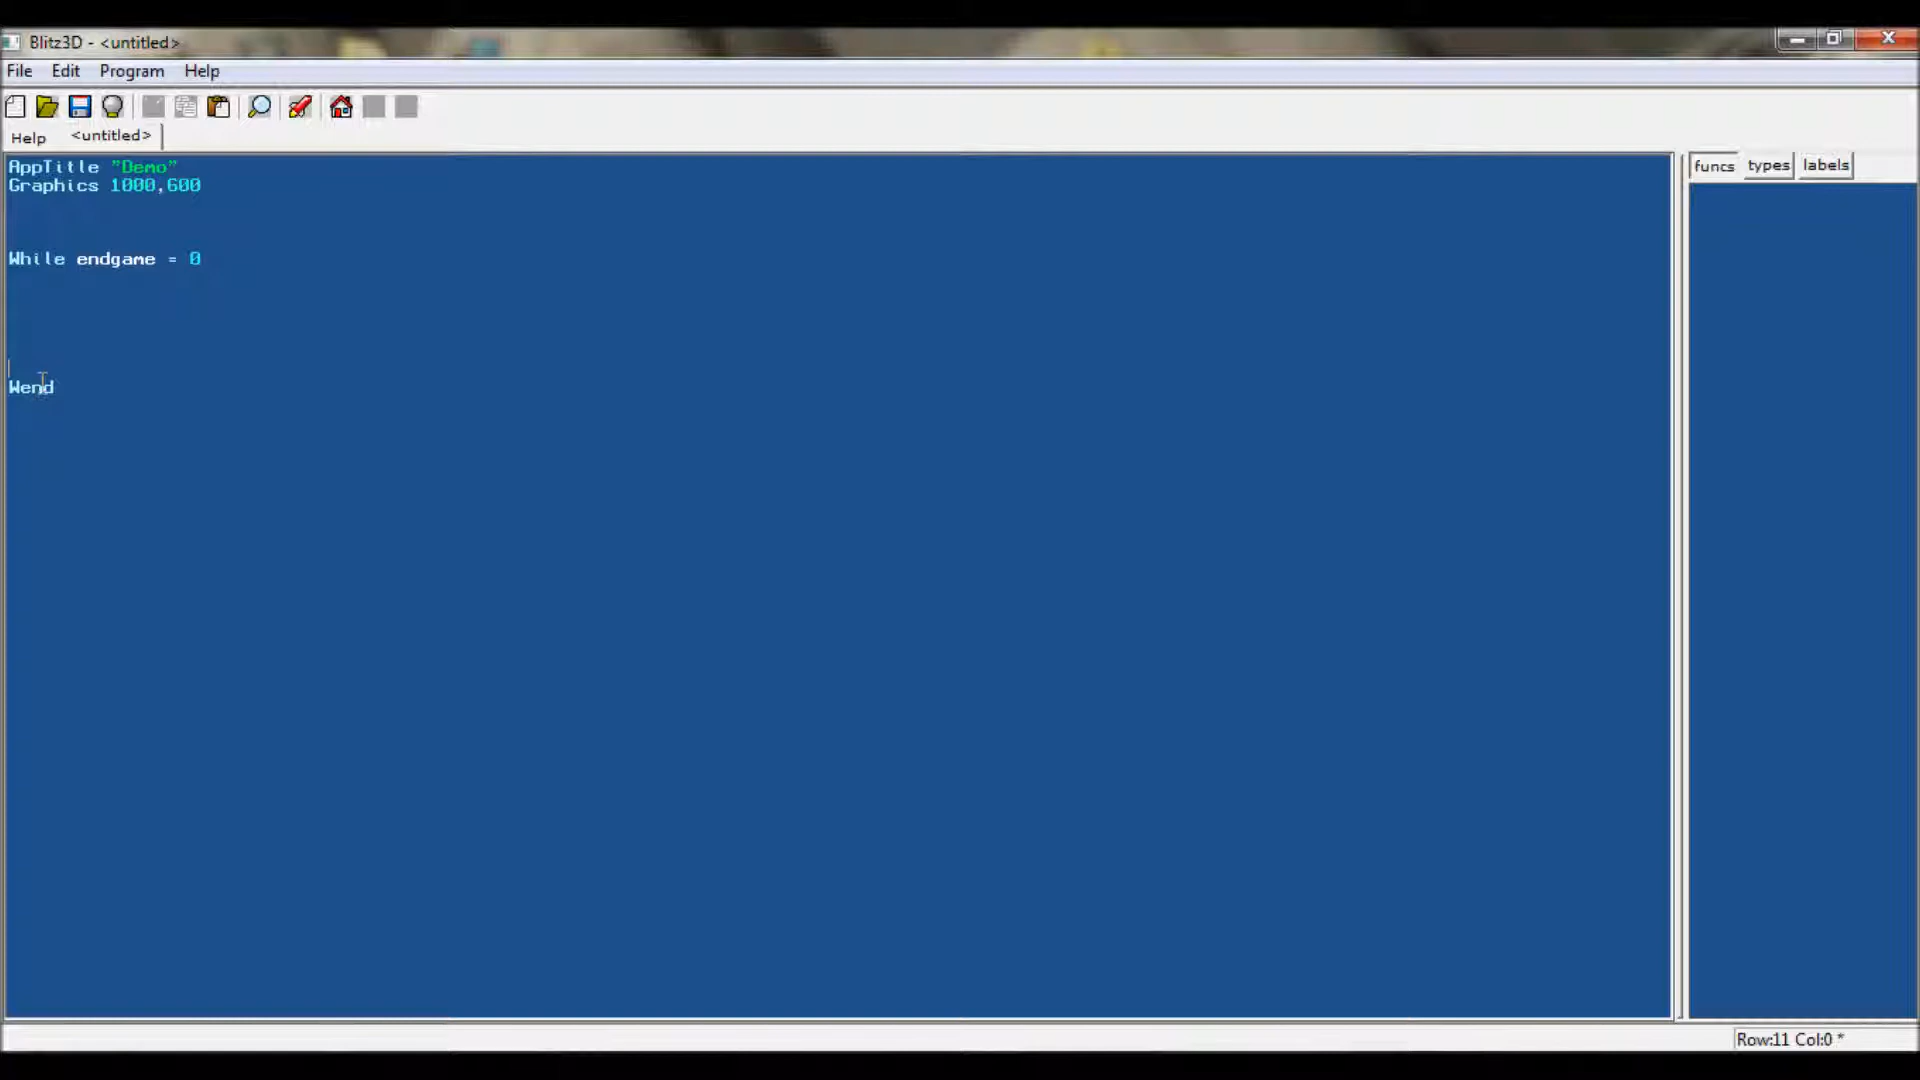 Blitz3D - <untitled>
File Edit Program Help
Help <untitled>
AppTitle "Demo"
Graphics 1000,600
While endgame = 0
Wend
funcs types labels
Row:11 Col:0 *